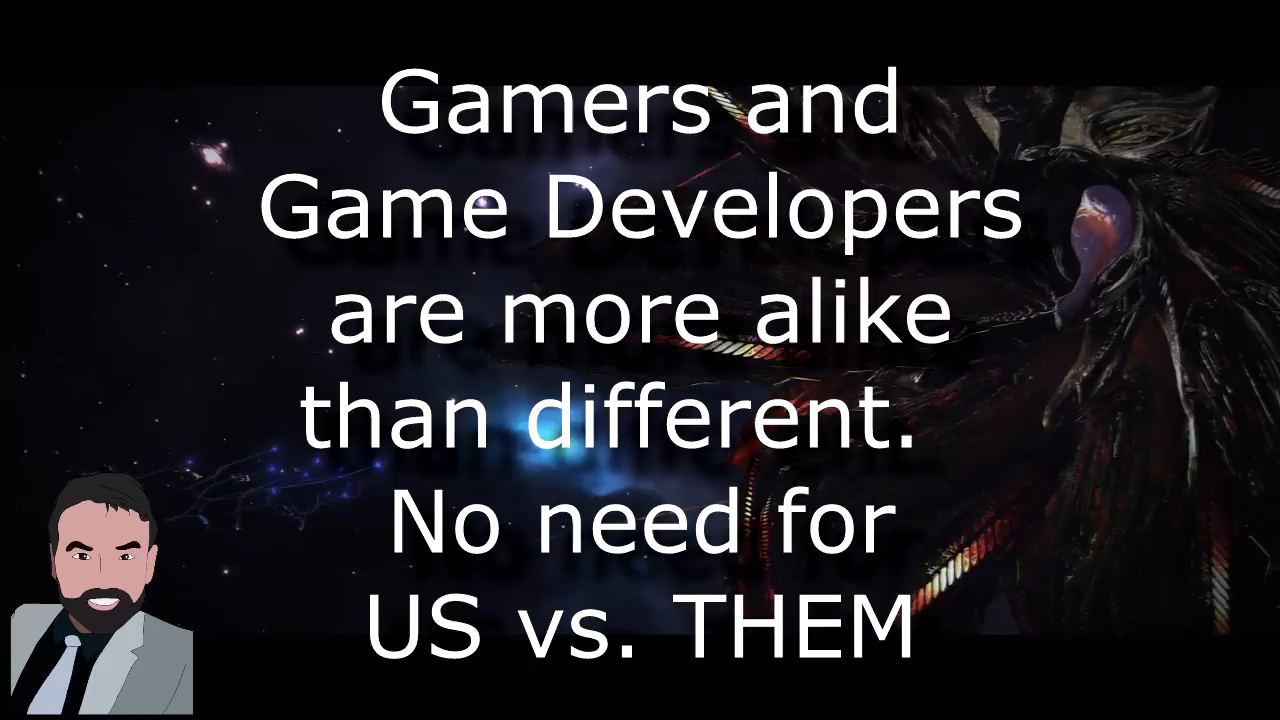 Gamers and
Game Developers
are more alike
than different.
No need for
US vs. THEM